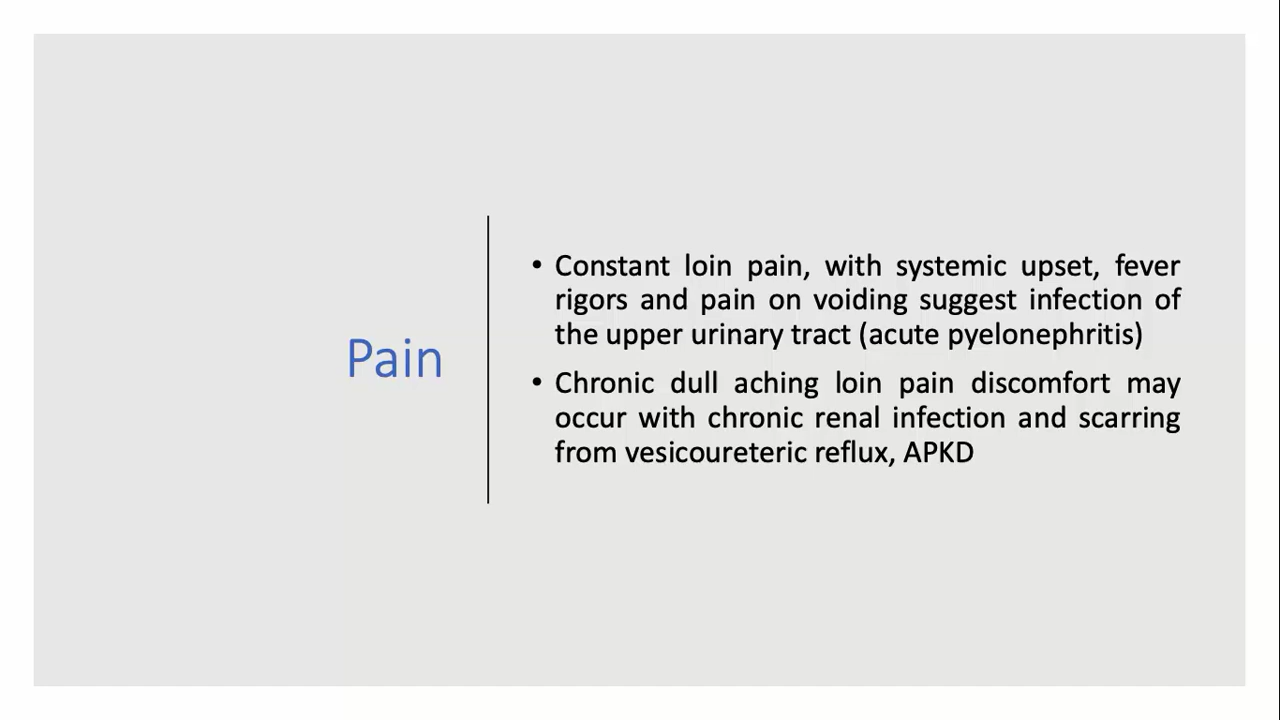 Pain
• Constant loin pain, with systemic upset, fever
rigors and pain on voiding suggest infection of
the upper urinary tract (acute pyelonephritis)
• Chronic dull aching loin pain discomfort may
occur with chronic renal infection and scarring
from vesicoureteric reflux, APKD